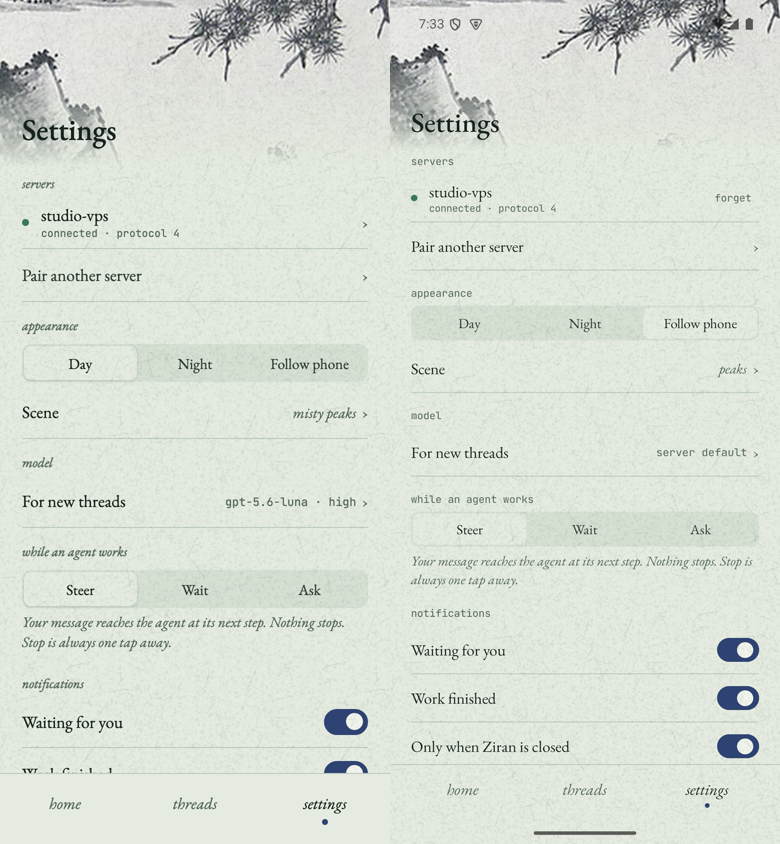 Settings
servers
studio-vps
connected · protocol 4
›
Pair another server ›
appearance
Day Night Follow phone
Scene misty peaks ›
model
For new threads gpt-5.6-luna · high ›
while an agent works
Steer Wait Ask
Your message reaches the agent at its next step. Nothing stops.
Stop is always one tap away.
notifications
Waiting for you
home threads settings
7:33
Settings
servers
studio-vps
connected · protocol 4
forget
Pair another server ›
appearance
Day Night Follow phone
Scene peaks ›
model
For new threads server default ›
while an agent works
Steer Wait Ask
Your message reaches the agent at its next step. Nothing stops. Stop is
always one tap away.
notifications
Waiting for you
Work finished
Only when Ziran is closed
home threads settings